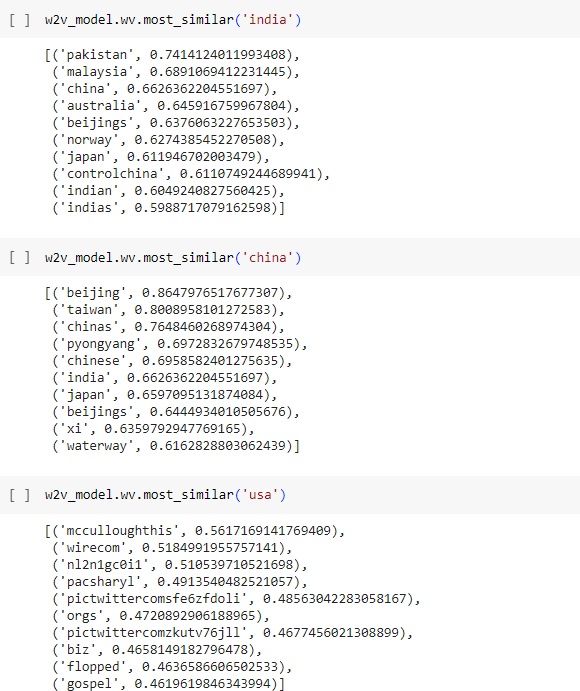 [ ] w2v_model.wv.most_similar('india')
[('pakistan', 0.7414124011993408),
('malaysia', 0.6891069412231445),
('china', 0.6626362204551697),
('australia', 0.645916759967804),
('beijings', 0.6376063227653503),
('norway', 0.6274385452270508),
('japan', 0.611946702003479),
('controlchina', 0.6110749244689941),
('indian', 0.6049240827560425),
('indias', 0.5988717079162598)]
[ ] w2v_model.wv.most_similar('china')
[('beijing', 0.8647976517677307),
('taiwan', 0.8008958101272583),
('chinas', 0.7648460268974304),
('pyongyang', 0.6972832679748535),
('chinese', 0.6958582401275635),
('india', 0.6626362204551697),
('japan', 0.6597095131874084),
('beijings', 0.6444934010505676),
('xi', 0.6359792947769165),
('waterway', 0.6162828803062439)]
[ ] w2v_model.wv.most_similar('usa')
[('mcculloughthis', 0.5617169141769409),
('wirecom', 0.5184991955757141),
('nl2n1gc0i1', 0.510539710521698),
('pacsharyl', 0.4913540482521057),
('pictwittercomsfe6zfdoli', 0.48563042283058167),
('orgs', 0.4720892906188965),
('pictwittercomzkutv76jll', 0.4677456021308899),
('biz', 0.4658149182796478),
('flopped', 0.4636586606502533),
('gospel', 0.4619619846343994)]